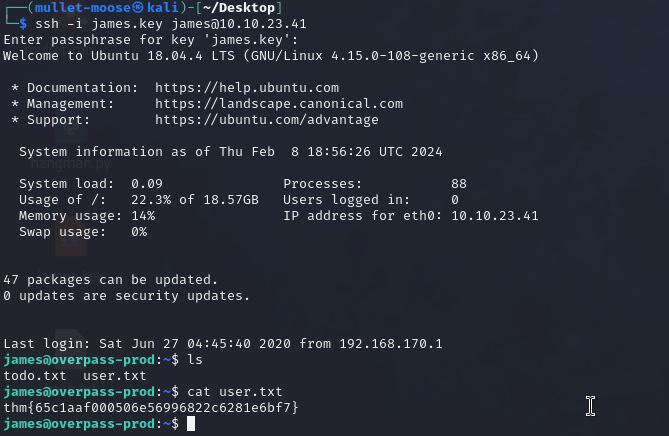 ┌──(mullet-moose㉿kali)-[~/Desktop]
└─$ ssh -i james.key james@10.10.23.41
Enter passphrase for key 'james.key':
Welcome to Ubuntu 18.04.4 LTS (GNU/Linux 4.15.0-108-generic x86_64)

 * Documentation:  https://help.ubuntu.com
 * Management:     https://landscape.canonical.com
 * Support:        https://ubuntu.com/advantage

  System information as of Thu Feb  8 18:56:26 UTC 2024

  System load:  0.09               Processes:           88
  Usage of /:   22.3% of 18.57GB   Users logged in:     0
  Memory usage: 14%                IP address for eth0: 10.10.23.41
  Swap usage:   0%

47 packages can be updated.
0 updates are security updates.

Last login: Sat Jun 27 04:45:40 2020 from 192.168.170.1
james@overpass-prod:~$ ls
todo.txt  user.txt
james@overpass-prod:~$ cat user.txt
thm{65c1aaf000506e56996822c6281e6bf7}
james@overpass-prod:~$